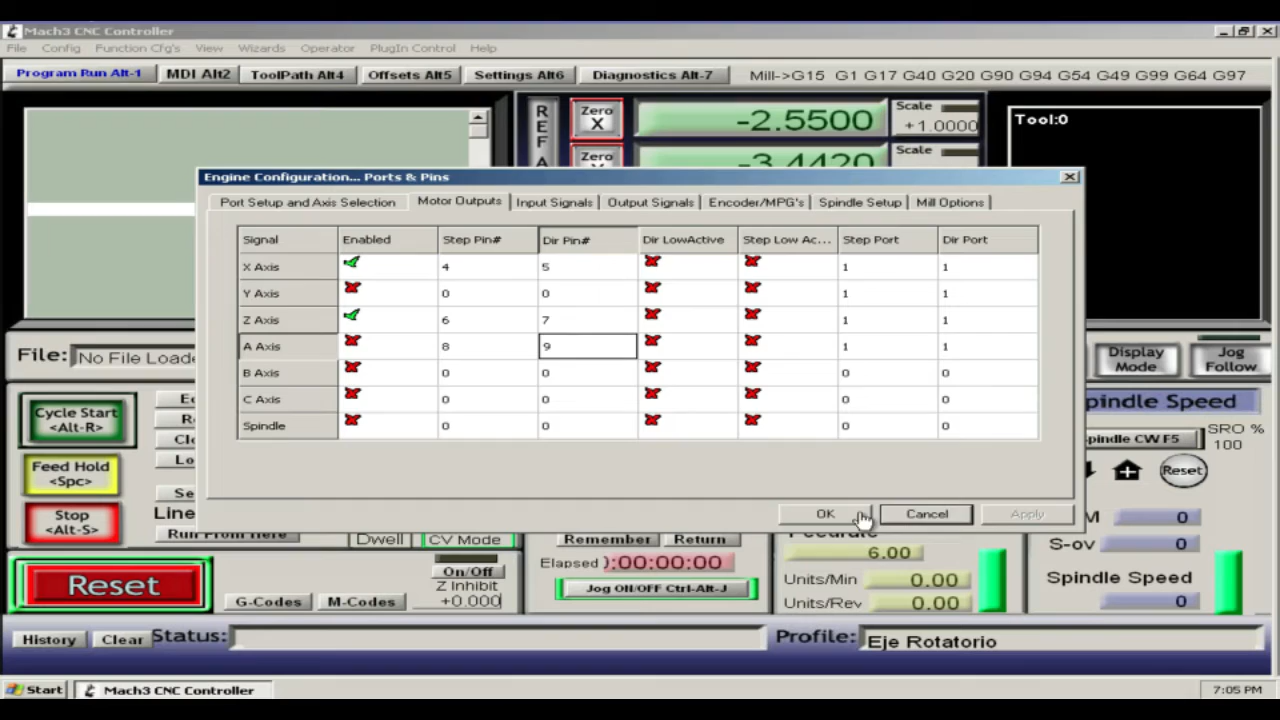 Mach3 CNC Controller
File Config Function Cfg's View Wizards Operator PlugIn Control Help
Program Run Alt-1 MDI Alt2 ToolPath Alt4 Offsets Alt5 Settings Alt6 Diagnostics Alt-7 Mill->G15 G1 G17 G40 G20 G90 G94 G54 G49 G99 G64 G97
REF A
Zero X
-2.5500
Scale
+1.0000
Tool:0
Zero
-3.4420
Scale
Engine Configuration... Ports & Pins
Port Setup and Axis Selection Motor Outputs Input Signals Output Signals Encoder/MPG's Spindle Setup Mill Options
Signal Enabled Step Pin# Dir Pin# Dir LowActive Step Low Ac... Step Port Dir Port
X Axis 4 5 1 1
Y Axis 0 0 1 1
Z Axis 6 7 1 1
A Axis 8 9 1 1
B Axis 0 0 0 0
C Axis 0 0 0 0
Spindle 0 0 0 0
OK Cancel Apply
File: No File Loade
Display Mode
Jog Follow
Cycle Start
<Alt-R>
Feed Hold
<Spc>
Stop
<Alt-S>
Reset
Line
Run From Here
Dwell CV Mode
On/Off
Z Inhibit
+0.000
G-Codes M-Codes
Remember Return
Elapsed 00:00:00
Jog ON/OFF Ctrl-Alt-J
Feedrate
6.00
Units/Min 0.00
Units/Rev 0.00
pindle Speed
pindle CW F5
SRO %
100
Reset
M 0
S-ov 0
Spindle Speed
0
History Clear Status: Profile: Eje Rotatorio
Start Mach3 CNC Controller 7:05 PM